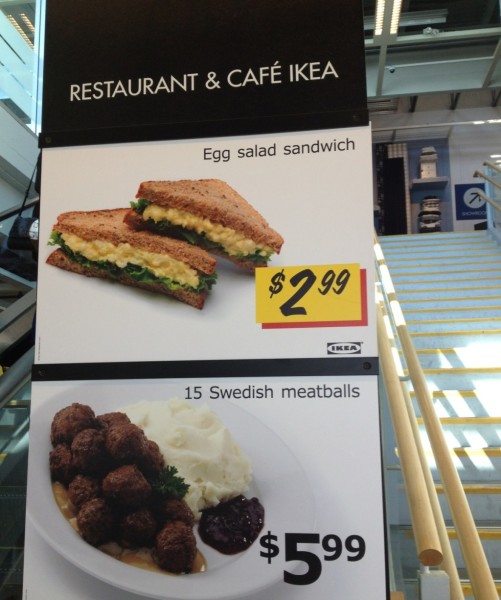 RESTAURANT & CAFÉ IKEA
Egg salad sandwich
$2.99
IKEA
15 Swedish meatballs
$5.99